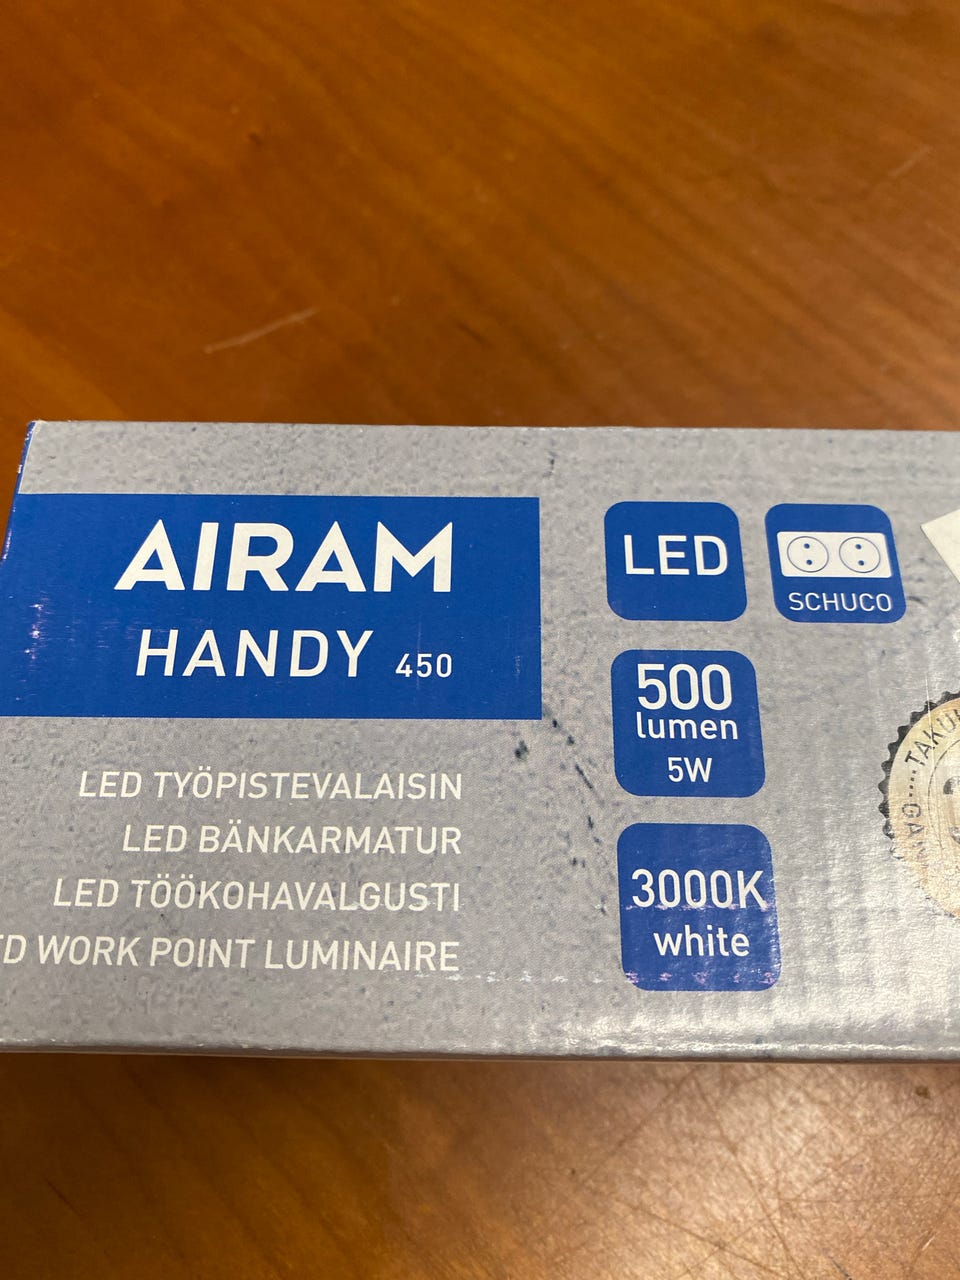 AIRAM
HANDY 450
LED TYÖPISTEVALAISIN
LED BÄNKARMATUR
LED TÖÖKOHAVALGUSTI
D WORK POINT LUMINAIRE
LED
SCHUCO
500
lumen
5W
3000K
white